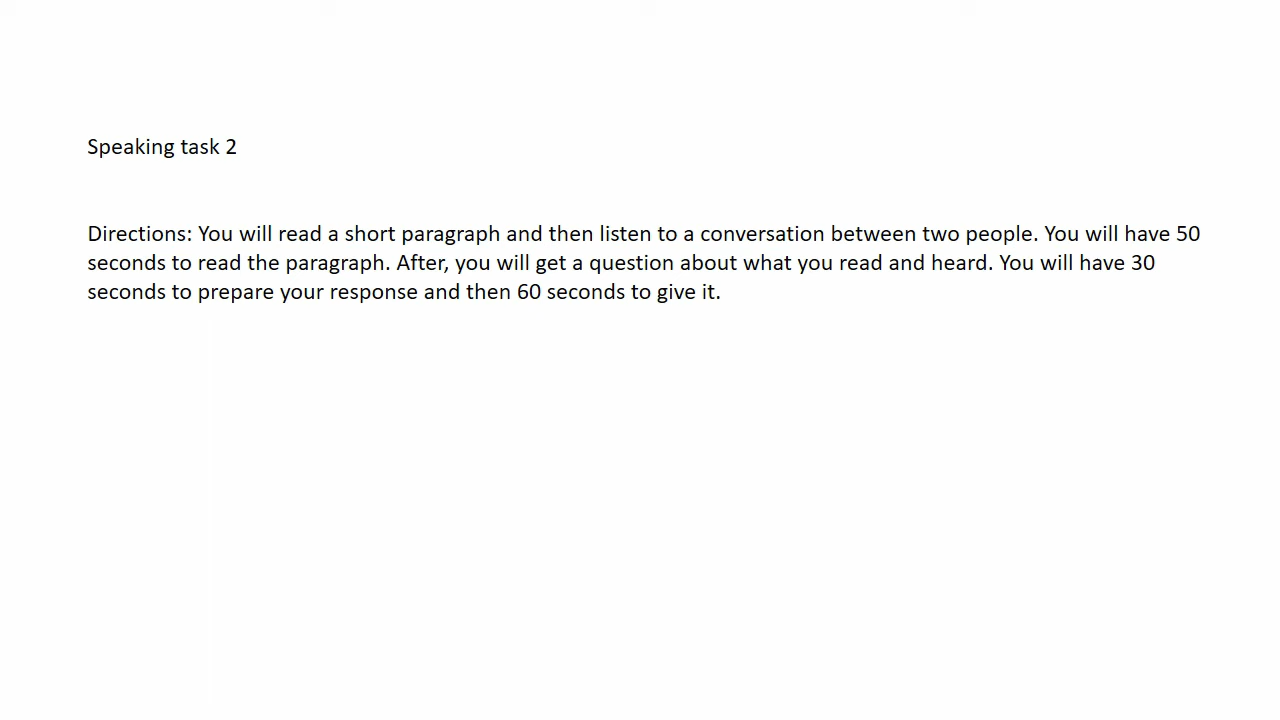 Speaking task 2
Directions: You will read a short paragraph and then listen to a conversation between two people. You will have 50
seconds to read the paragraph. After, you will get a question about what you read and heard. You will have 30
seconds to prepare your response and then 60 seconds to give it.